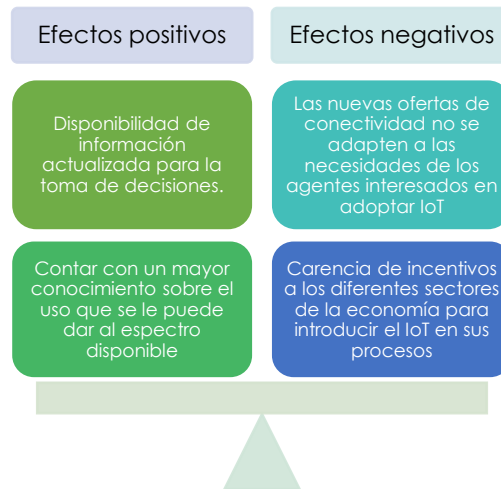 Efectos positivos
Efectos negativos
Disponibilidad de
información
actualizada para la
toma de decisiones.
Las nuevas ofertas de
conectividad no se
adapten a las
necesidades de los
agentes interesados en
adoptar IoT
Contar con un mayor
conocimiento sobre el
uso que se le puede
dar al espectro
disponible
Carencia de incentivos
a los diferentes sectores
de la economía para
introducir el IoT en sus
procesos